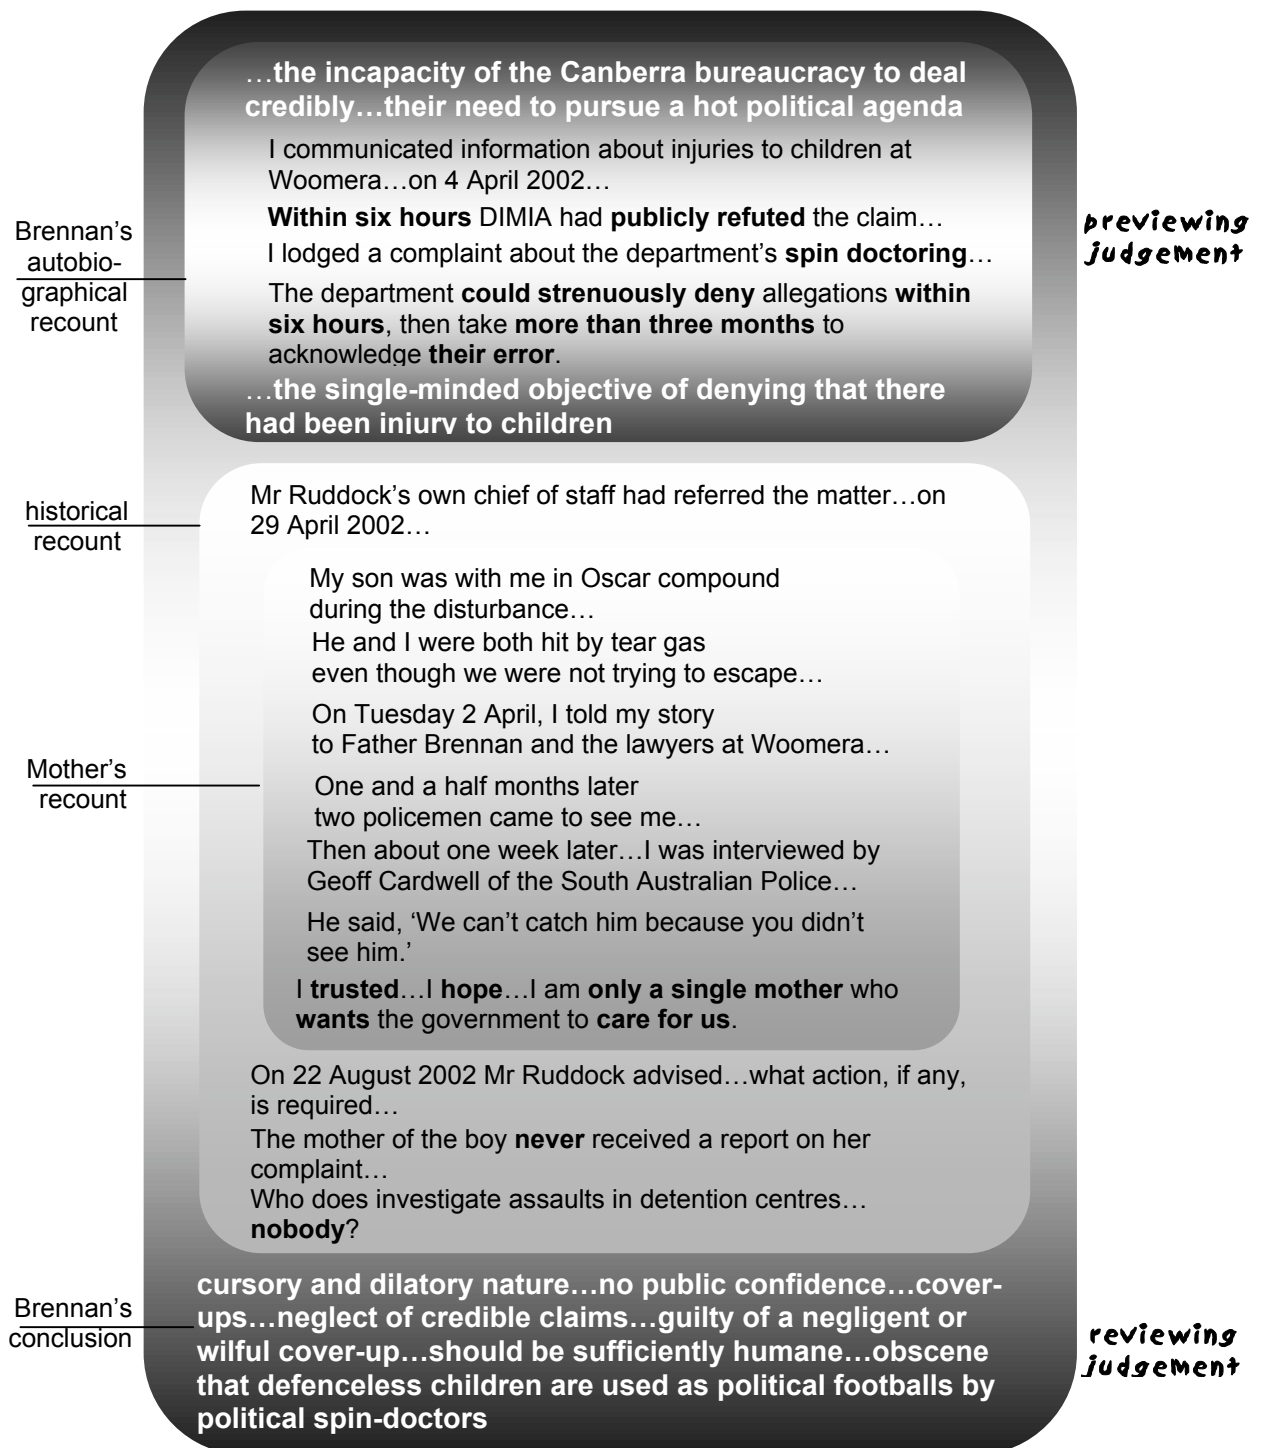 …the incapacity of the Canberra bureaucracy to deal
credibly…their need to pursue a hot political agenda
I communicated information about injuries to children at
Woomera…on 4 April 2002…
Within six hours DIMIA had publicly refuted the claim…
I lodged a complaint about the department's spin doctoring…
The department could strenuously deny allegations within
six hours, then take more than three months to
acknowledge their error.
…the single-minded objective of denying that there
had been injury to children
Brennan's
autobio-
graphical
recount
previewing
judgement
historical
recount
Mr Ruddock's own chief of staff had referred the matter…on
29 April 2002…
Mother's
recount
My son was with me in Oscar compound
during the disturbance…
He and I were both hit by tear gas
even though we were not trying to escape…
On Tuesday 2 April, I told my story
to Father Brennan and the lawyers at Woomera…
One and a half months later
two policemen came to see me…
Then about one week later…I was interviewed by
Geoff Cardwell of the South Australian Police…
He said, 'We can't catch him because you didn't
see him.'
I trusted…I hope…I am only a single mother who
wants the government to care for us.
On 22 August 2002 Mr Ruddock advised…what action, if any,
is required…
The mother of the boy never received a report on her
complaint…
Who does investigate assaults in detention centres…
nobody?
Brennan's
conclusion
cursory and dilatory nature…no public confidence…cover-
ups…neglect of credible claims…guilty of a negligent or
wilful cover-up…should be sufficiently humane…obscene
that defenceless children are used as political footballs by
political spin-doctors
reviewing
judgement